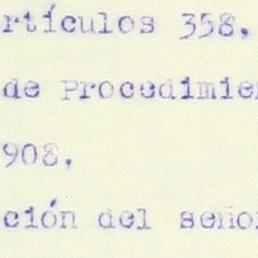 rtículos 358,
de Procedimie
908.
ción del seño